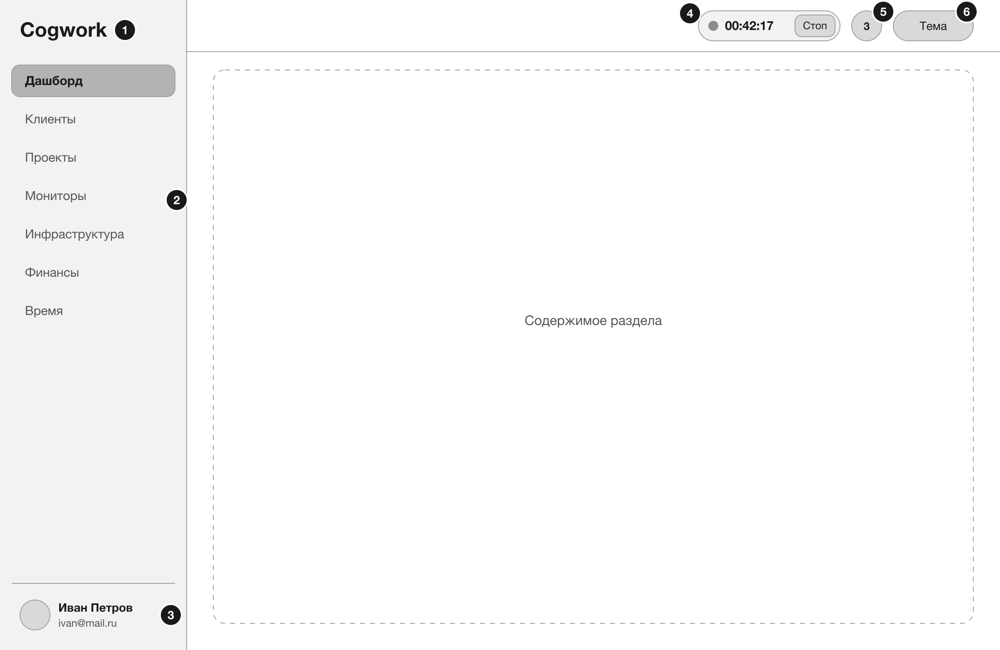 Cogwork 1
4 00:42:17 Стоп 3 5 Тема 6
Дашборд
Клиенты
Проекты
Мониторы
2
Инфраструктура
Финансы
Время
Содержимое раздела
Иван Петров
ivan@mail.ru
3